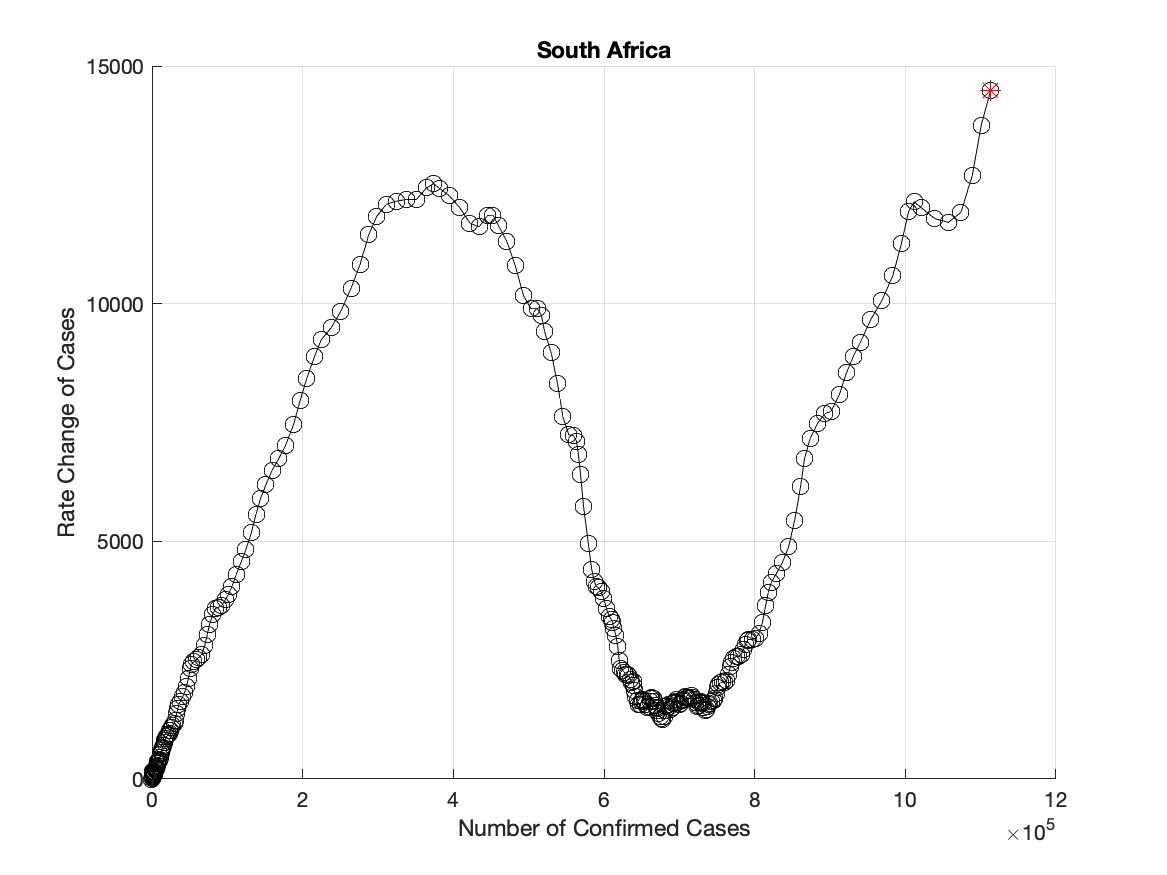 South Africa
15000
10000
5000
0
0 2 4 6 8 10 12
×10^5
Rate Change of Cases
Number of Confirmed Cases